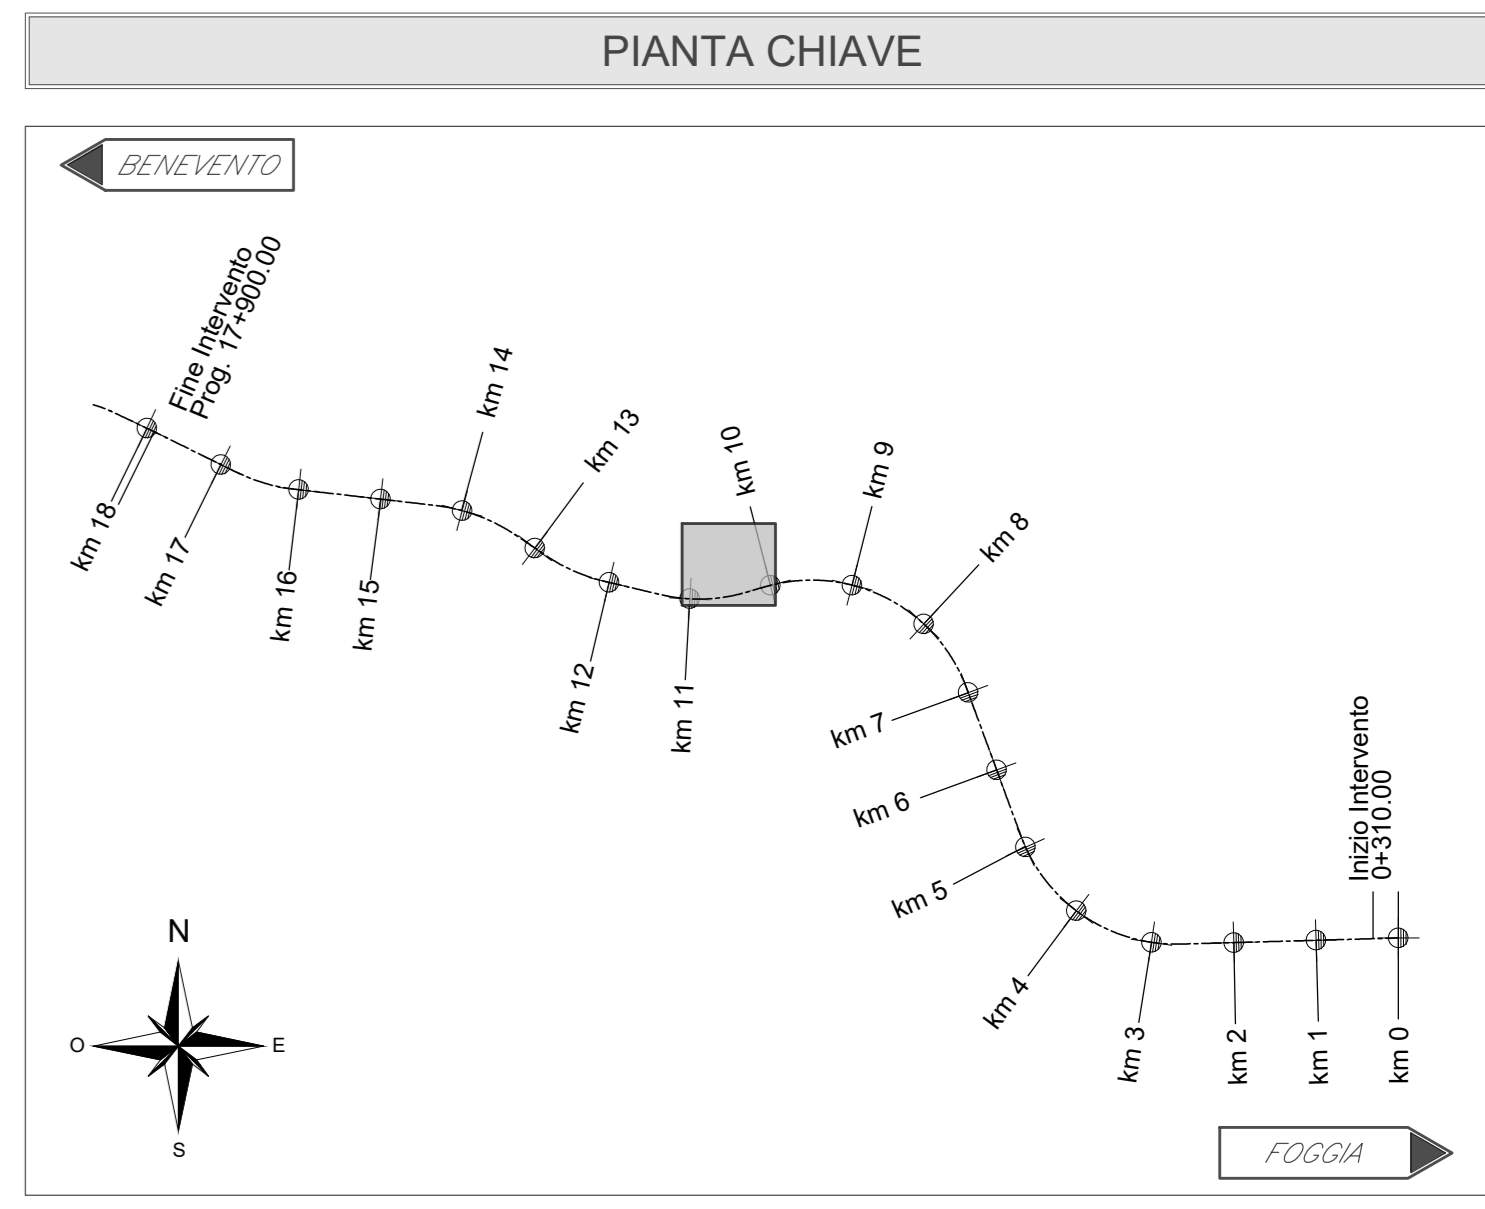 PIANTA CHIAVE
BENEVENTO
Fine Intervento
Prog. 17+900.00
km 18
km 17
km 16
km 15
km 14
km 13
km 12
km 11
km 10
km 9
km 8
km 7
km 6
km 5
km 4
km 3
km 2
km 1
km 0
Inizio Intervento
0+310.00
N
O
E
S
FOGGIA